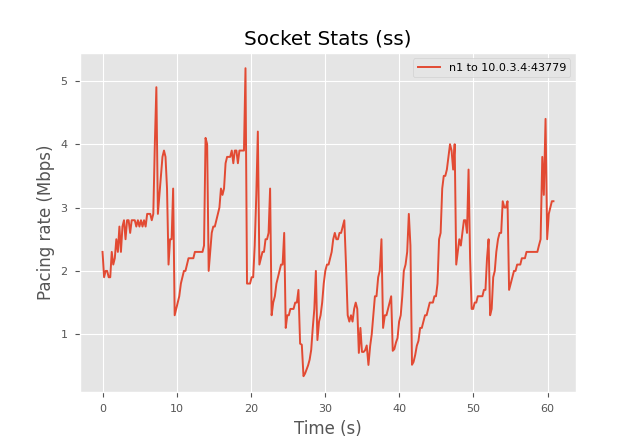 Socket Stats (ss)
n1 to 10.0.3.4:43779
Pacing rate (Mbps)
5
4
3
2
1
0 10 20 30 40 50 60
Time (s)